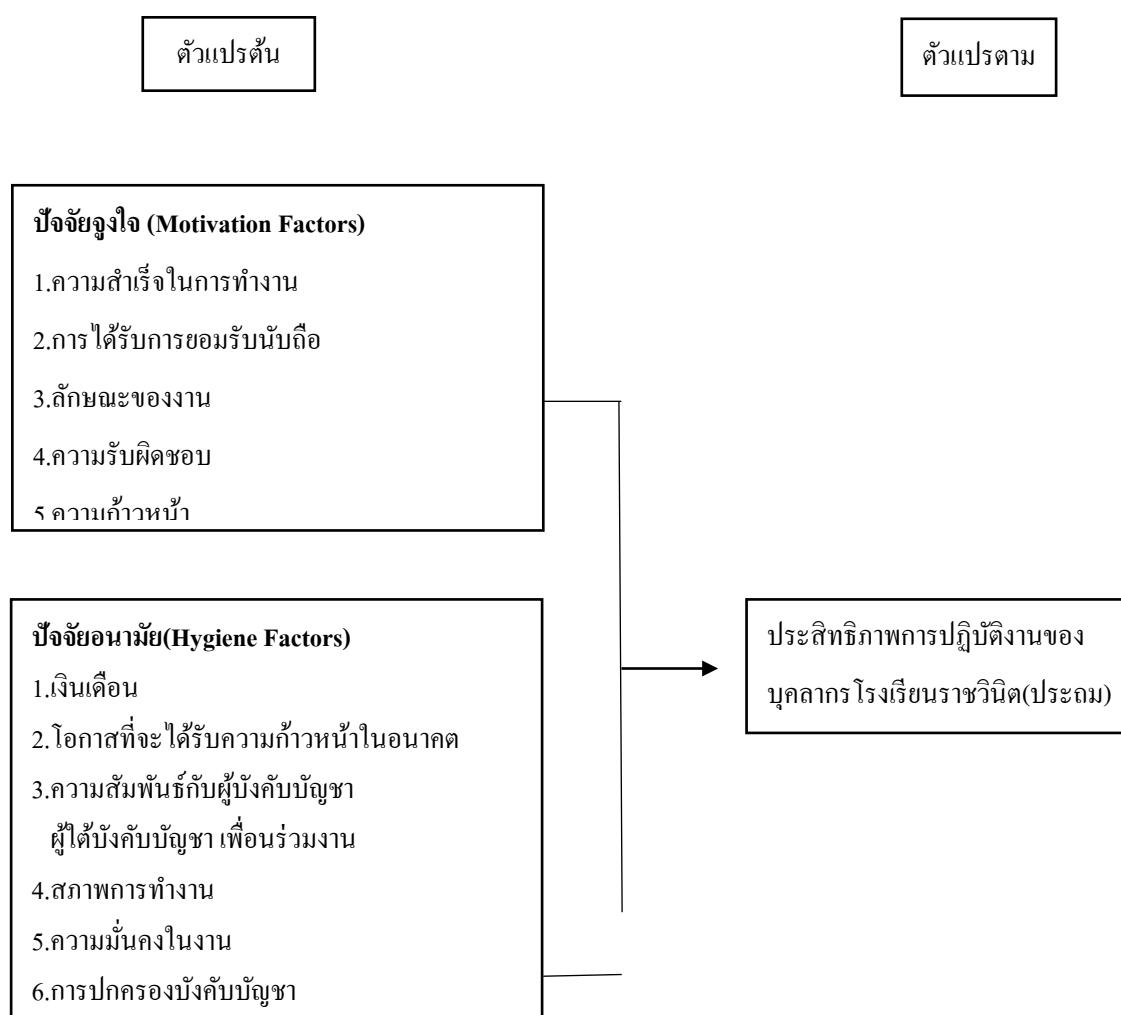 ตัวแปรต้น
ตัวแปรตาม
ปัจจัยจูงใจ (Motivation Factors)
1.ความสำเร็จในการทำงาน
2.การได้รับการยอมรับนับถือ
3.ลักษณะของงาน
4.ความรับผิดชอบ
5.ความก้าวหน้า
ปัจจัยอนามัย(Hygiene Factors)
1.เงินเดือน
2.โอกาสที่จะได้รับความก้าวหน้าในอนาคต
3.ความสัมพันธ์กับผู้บังคับบัญชา
ผู้ใต้บังคับบัญชา เพื่อนร่วมงาน
4.สภาพการทำงาน
5.ความมั่นคงในงาน
6.การปกครองบังคับบัญชา
ประสิทธิภาพการปฏิบัติงานของ
บุคลากรโรงเรียนราชวินิต(ประถม)